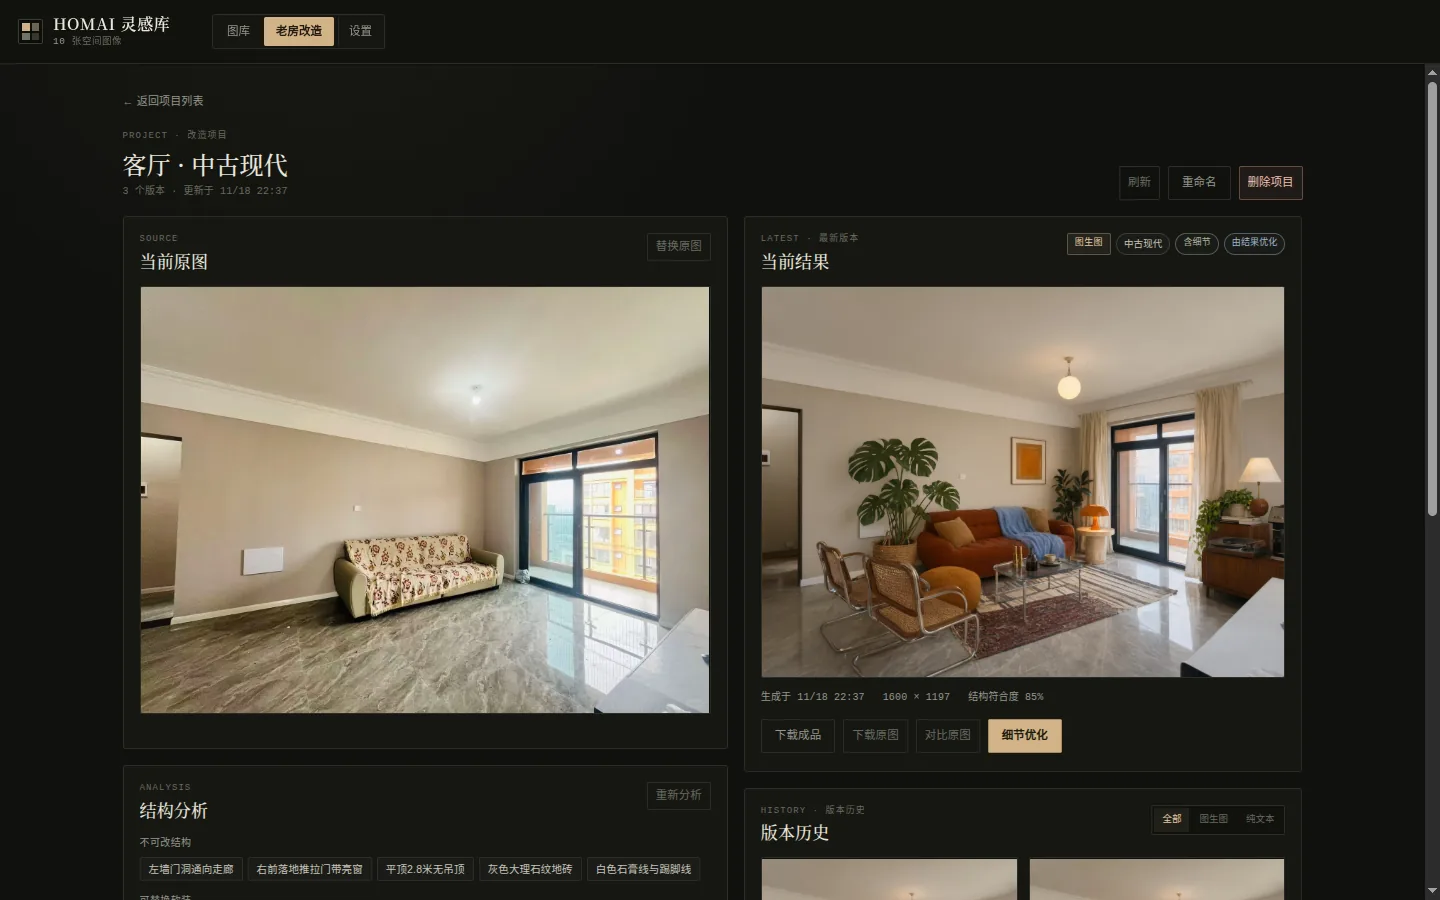 HOMAI 灵感库
10 张空间图像
图库
老房改造
设置
← 返回项目列表
PROJECT · 改造项目
客厅 · 中古现代
3 个版本 · 更新于 11/18 22:37
刷新
重命名
删除项目
SOURCE
当前原图
替换原图
LATEST · 最新版本
当前结果
图生图
中古现代
含细节
由结果优化
生成于 11/18 22:37 1600 × 1197 结构符合度 85%
下载成品
下载原图
对比原图
细节优化
ANALYSIS
结构分析
重新分析
不可改结构
左墙门洞通向走廊
右前落地推拉门带亮窗
平顶2.8米无吊顶
灰色大理石纹地砖
白色石膏线与踢脚线
HISTORY · 版本历史
版本历史
全部
图生图
纯文本